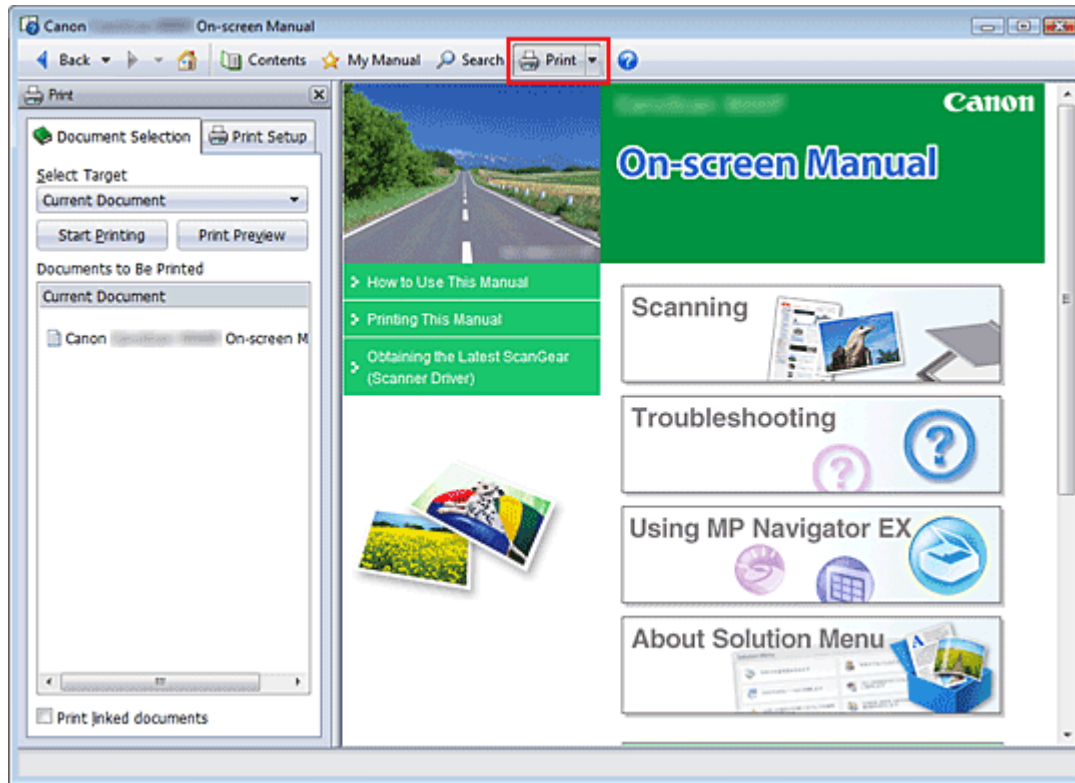 Canon On-screen Manual
Back Contents My Manual Search Print
Print
Document Selection Print Setup
Select Target
Current Document
Start Printing Print Preview
Documents to Be Printed
Current Document
Canon On-screen M
Print linked documents
Canon
On-screen Manual
How to Use This Manual
Printing This Manual
Obtaining the Latest ScanGear
(Scanner Driver)
Scanning
Troubleshooting
Using MP Navigator EX
About Solution Menu